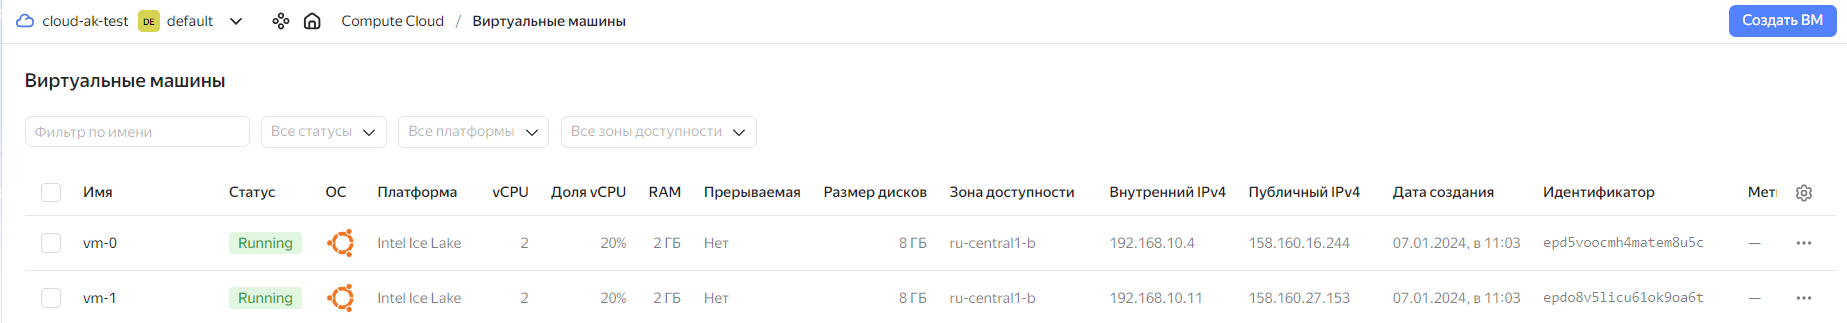 cloud-ak-test DE default Compute Cloud / Виртуальные машины Создать ВМ
Виртуальные машины
Фильтр по имени Все статусы Все платформы Все зоны доступности
Имя Статус ОС Платформа vCPU Доля vCPU RAM Прерываемая Размер дисков Зона доступности Внутренний IPv4 Публичный IPv4 Дата создания Идентификатор Мет
vm-0 Running Intel Ice Lake 2 20% 2 ГБ Нет 8 ГБ ru-central1-b 192.168.10.4 158.160.16.244 07.01.2024, в 11:03 epd5voocmh4matem8u5c —
vm-1 Running Intel Ice Lake 2 20% 2 ГБ Нет 8 ГБ ru-central1-b 192.168.10.11 158.160.27.153 07.01.2024, в 11:03 epdo8v5licu61ok9oa6t —